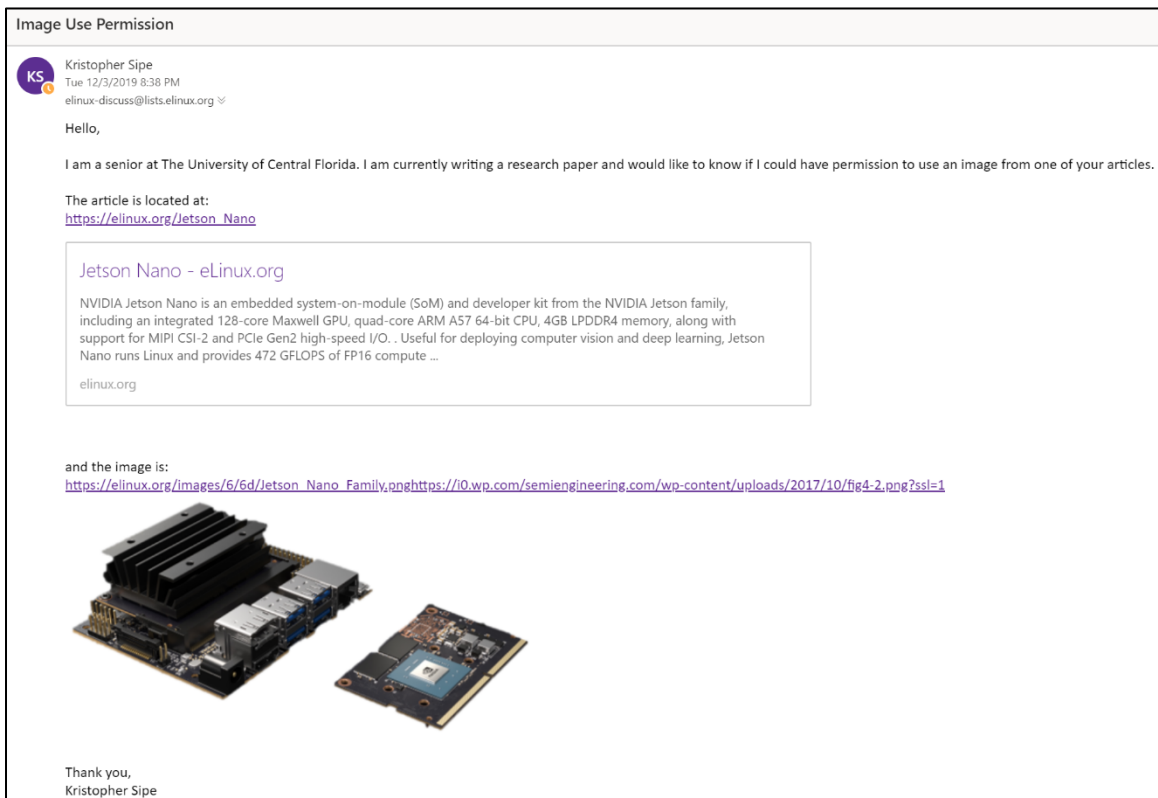 Image Use Permission
KS
Kristopher Sipe
Tue 12/3/2019 8:38 PM
elinux-discuss@lists.elinux.org
Hello,
I am a senior at The University of Central Florida. I am currently writing a research paper and would like to know if I could have permission to use an image from one of your articles.
The article is located at:
https://elinux.org/Jetson_Nano
Jetson Nano - eLinux.org
NVIDIA Jetson Nano is an embedded system-on-module (SoM) and developer kit from the NVIDIA Jetson family,
including an integrated 128-core Maxwell GPU, quad-core ARM A57 64-bit CPU, 4GB LPDDR4 memory, along with
support for MIPI CSI-2 and PCIe Gen2 high-speed I/O. . Useful for deploying computer vision and deep learning, Jetson
Nano runs Linux and provides 472 GFLOPS of FP16 compute ...
elinux.org
and the image is:
https://elinux.org/images/6/6d/Jetson_Nano_Family.pnghttps://i0.wp.com/semiengineering.com/wp-content/uploads/2017/10/fig4-2.png?ssl=1
Thank you,
Kristopher Sipe